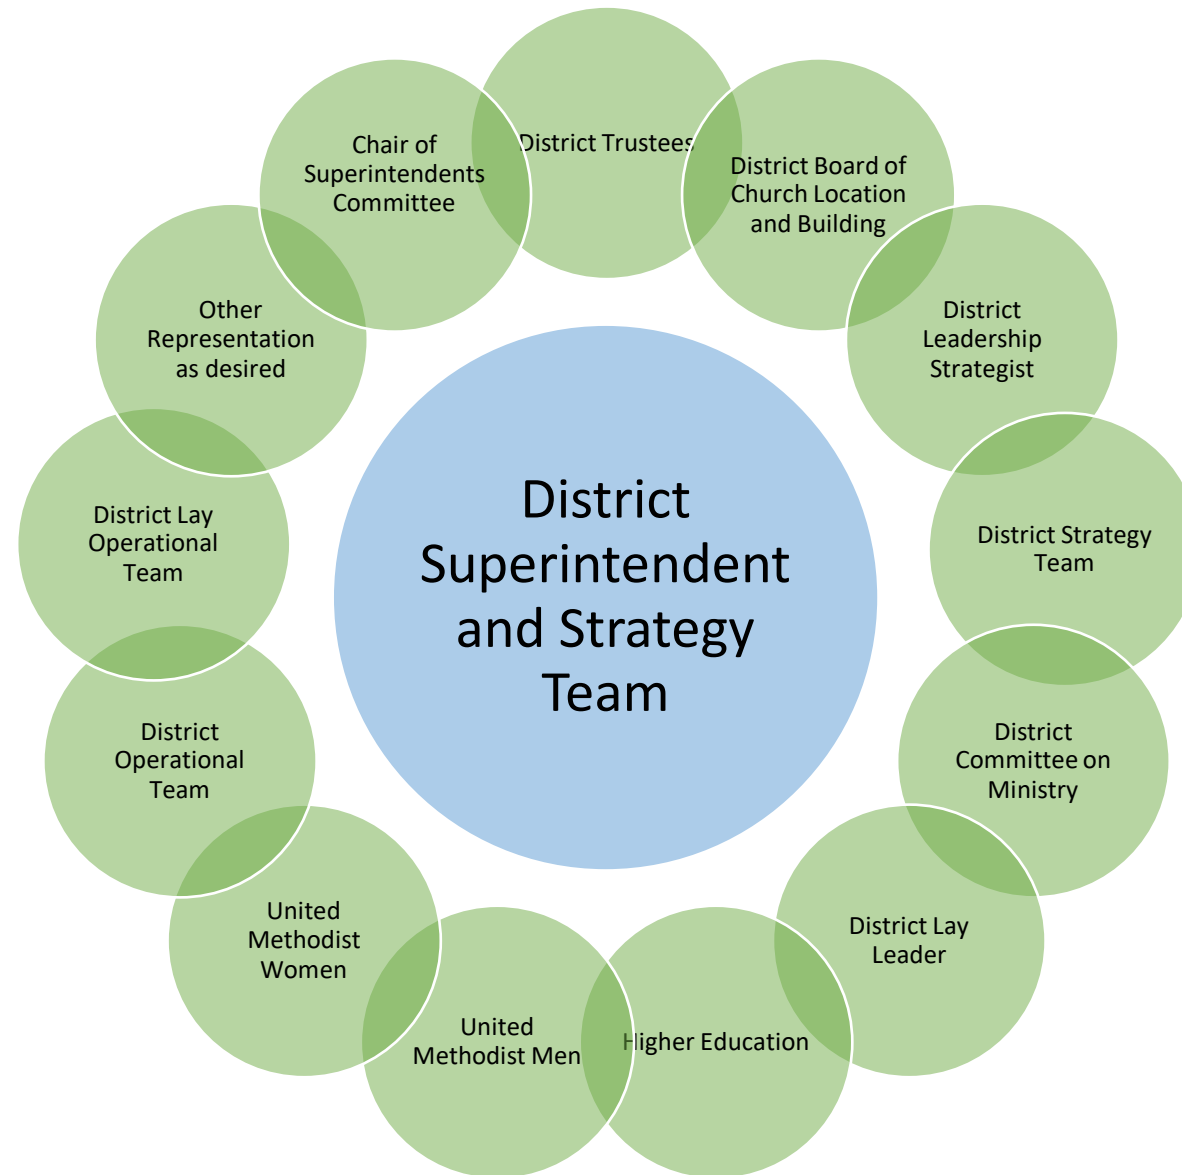 District Trustees
District Board of
Church Location
and Building
District
Leadership
Strategist
District Strategy
Team
District
Committee on
Ministry
District Lay
Leader
Higher Education
United
Methodist Men
United
Methodist
Women
District
Operational
Team
District Lay
Operational
Team
Other
Representation
as desired
Chair of
Superintendents
Committee
District
Superintendent
and Strategy
Team